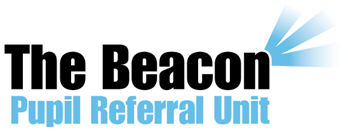 The Beacon
Pupil Referral Unit